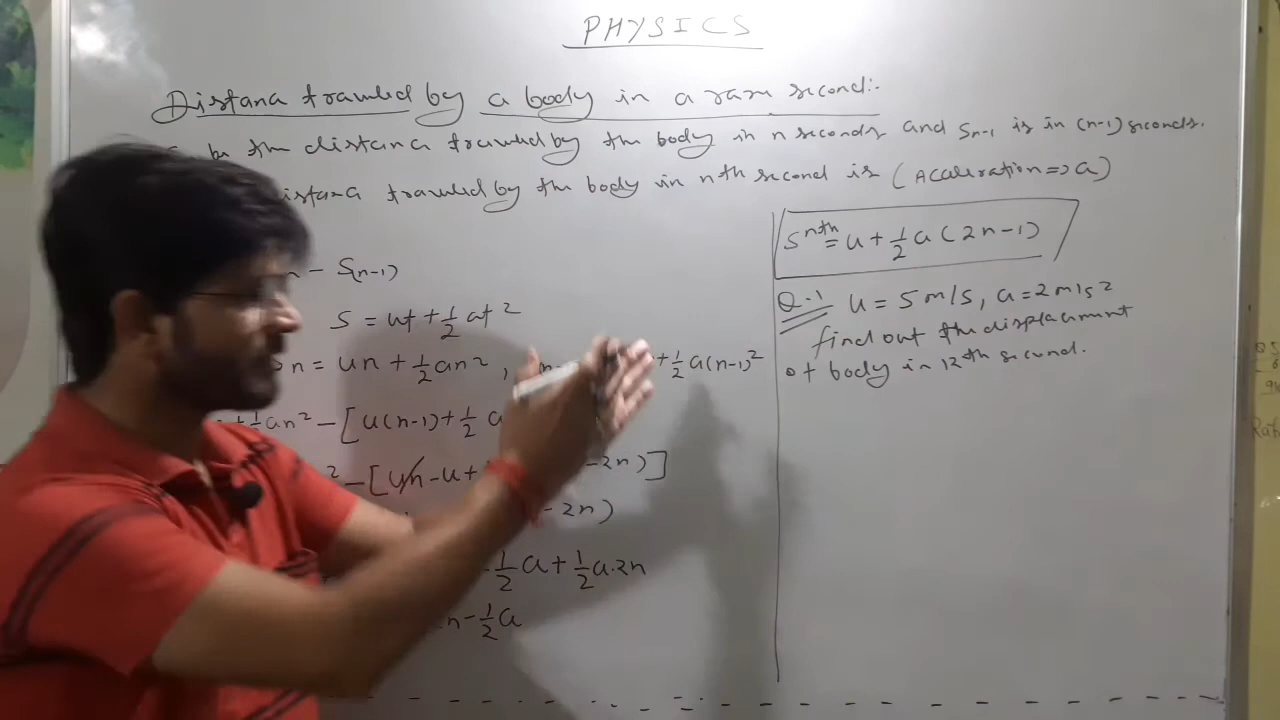 PHYSICS
Distance travelled by a body in a second:-
be the distance travelled by the body in n seconds and Sn-1 is in (n-1) seconds.
distance travelled by the body in nth second is (Acceleration => a)
n - S(n-1)
S = ut + 1/2 at²
n = un + 1/2 an² , + 1/2 a(n-1)²
+ 1/2 an² - [u(n-1) + 1/2 a
² - [un - u + - 2n)]
- 2n)
- 1/2 a + 1/2 a.2n
n - 1/2 a
S^nth = u + 1/2 a (2n-1)
Q.1 u = 5 m/s, a = 2 m/s²
find out the displacement
of body in 12th second.